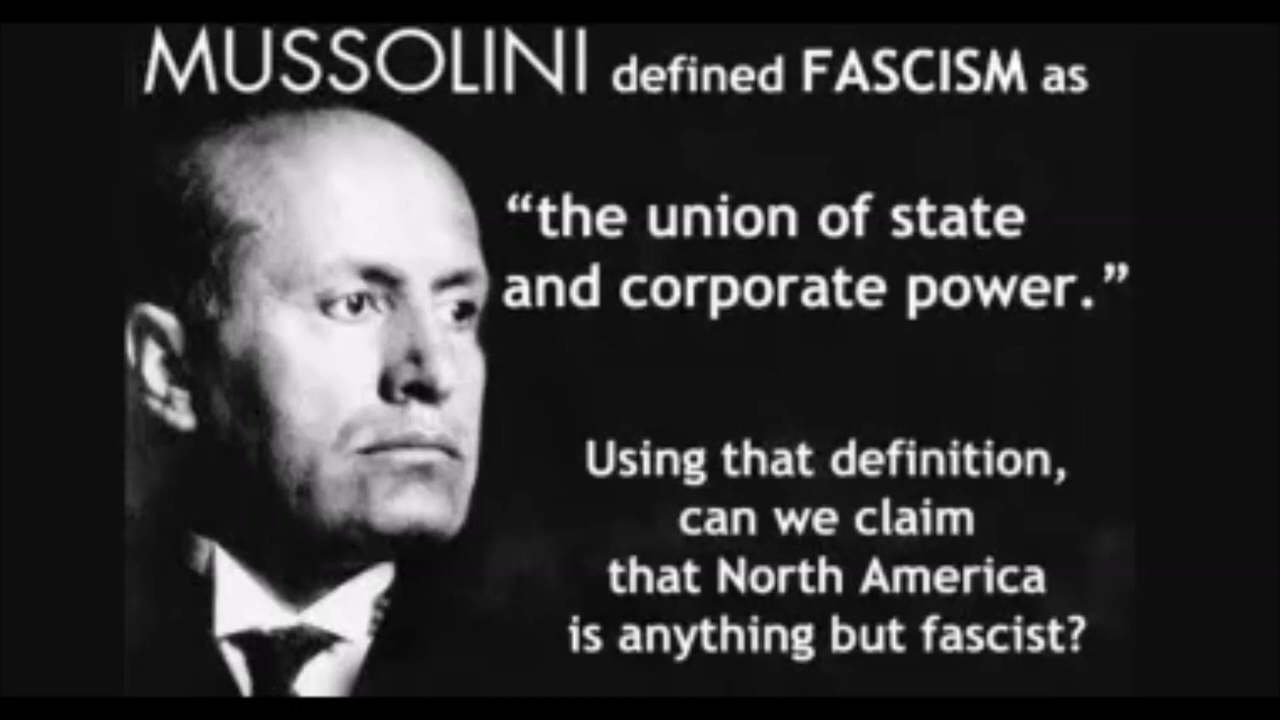 MUSSOLINI defined FASCISM as
“the union of state
and corporate power.”
Using that definition,
can we claim
that North America
is anything but fascist?